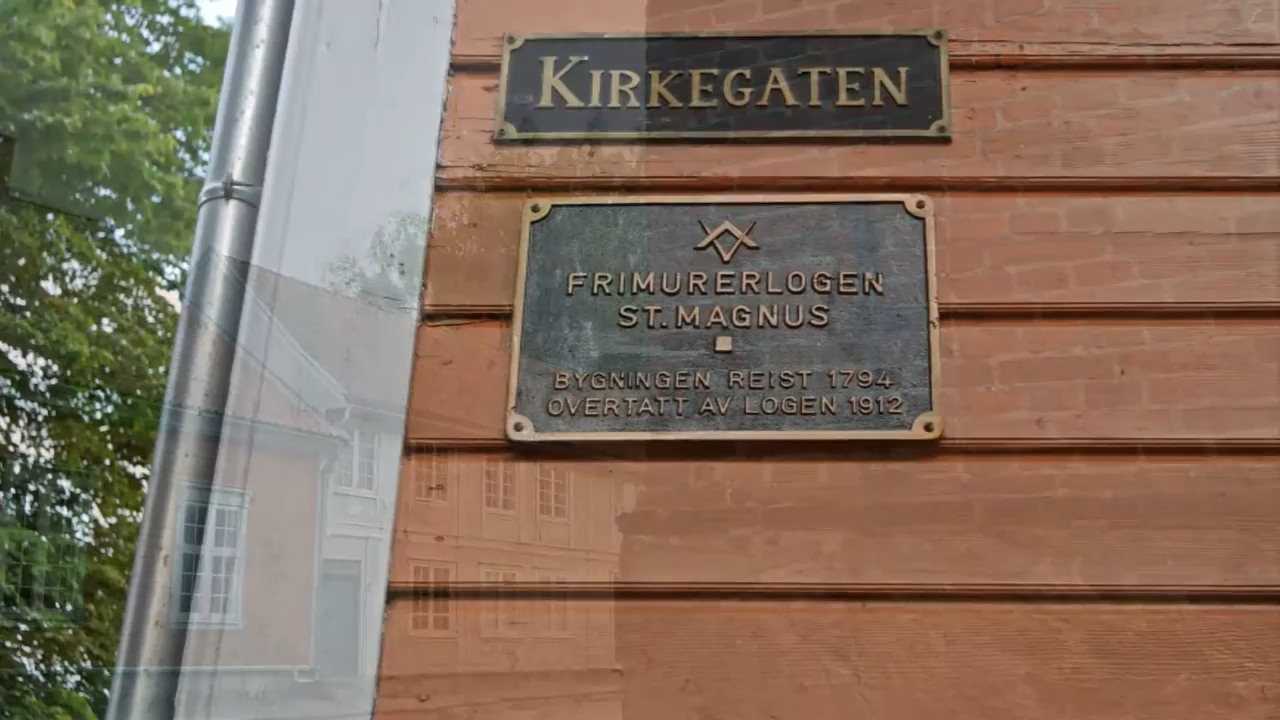 KIRKEGATEN
FRIMURERLOGEN
ST. MAGNUS
BYGNINGEN REIST 1794
OVERTATT AV LOGEN 1912